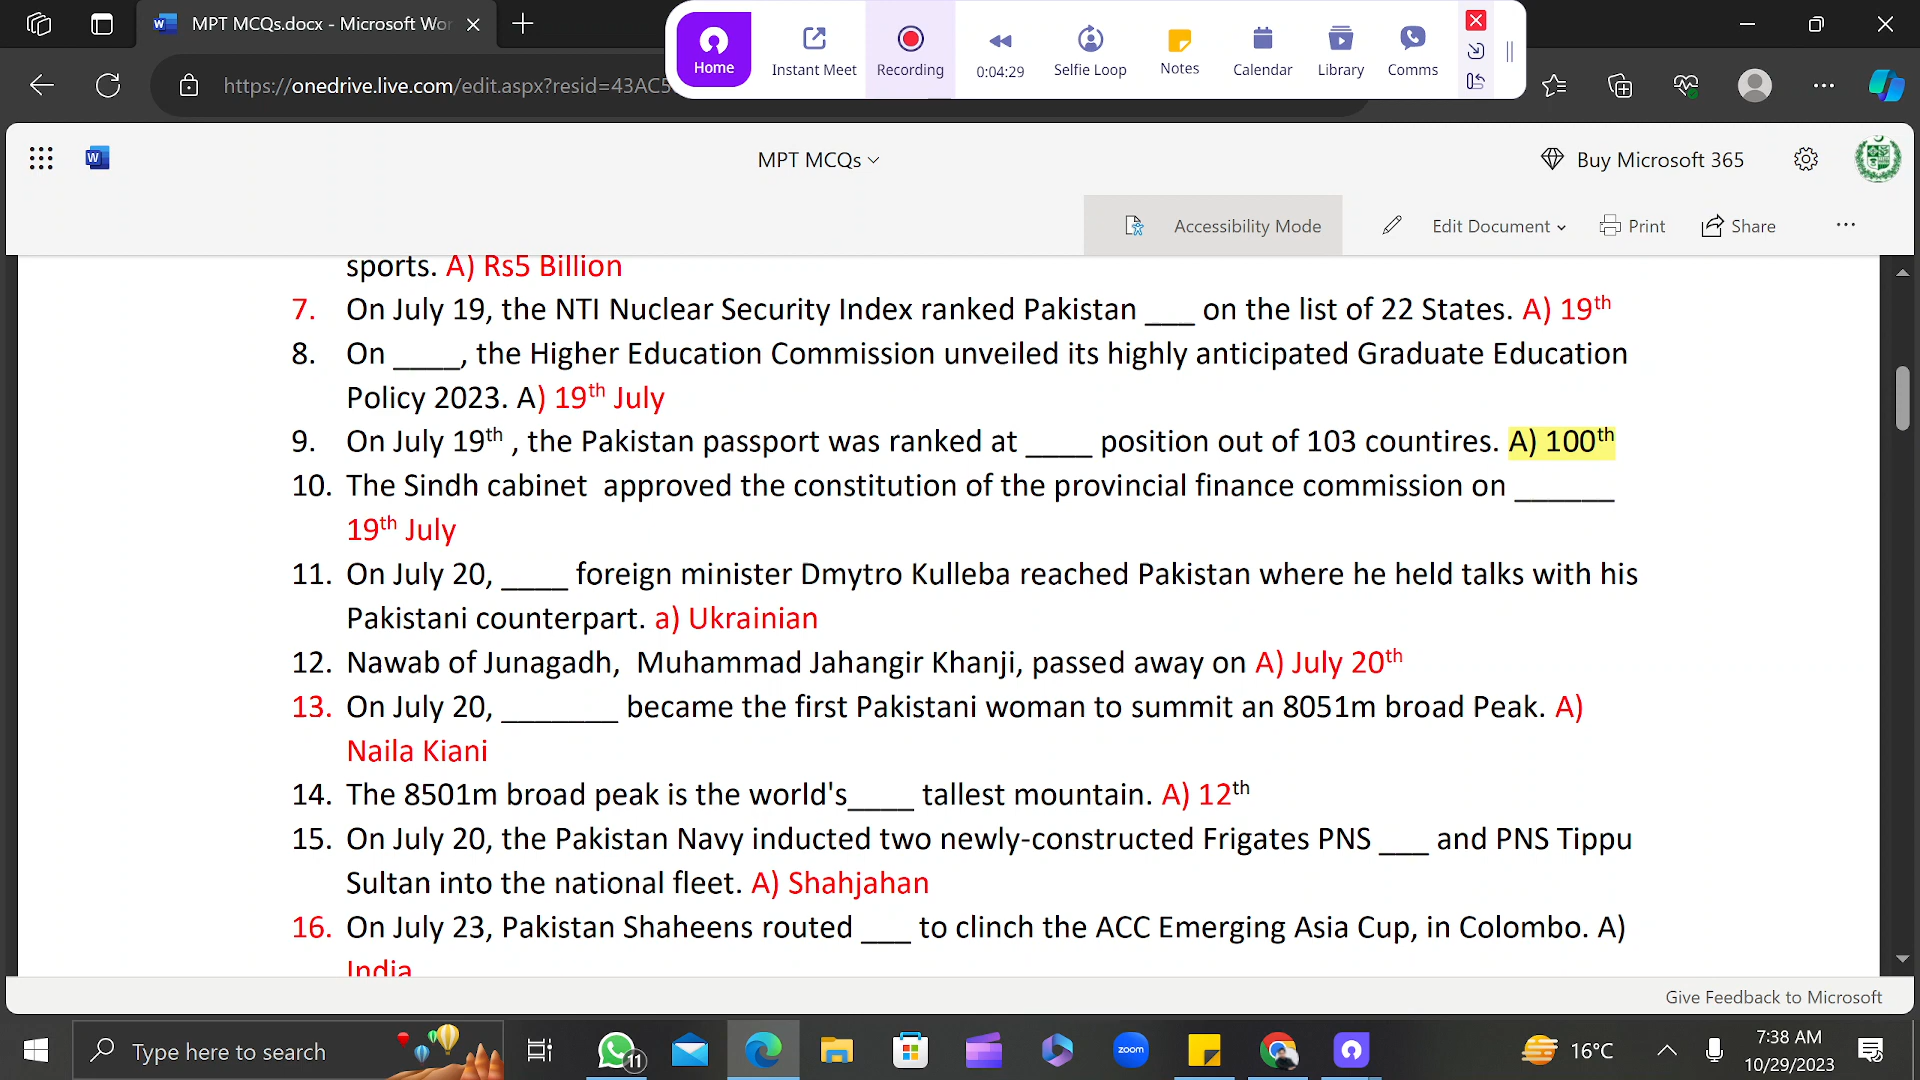 MPT MCQs.docx - Microsoft Wor
Home
Instant Meet
Recording
0:04:29
Selfie Loop
Notes
Calendar
Library
Comms
https://onedrive.live.com/edit.aspx?resid=43AC5
W
MPT MCQs
Buy Microsoft 365
Accessibility Mode
Edit Document
Print
Share
sports. A) Rs5 Billion
7. On July 19, the NTI Nuclear Security Index ranked Pakistan ___ on the list of 22 States. A) 19th
8. On ____, the Higher Education Commission unveiled its highly anticipated Graduate Education
Policy 2023. A) 19th July
9. On July 19th , the Pakistan passport was ranked at ____ position out of 103 countires. A) 100th
10. The Sindh cabinet approved the constitution of the provincial finance commission on ______
19th July
11. On July 20, ____ foreign minister Dmytro Kulleba reached Pakistan where he held talks with his
Pakistani counterpart. a) Ukrainian
12. Nawab of Junagadh, Muhammad Jahangir Khanji, passed away on A) July 20th
13. On July 20, _______ became the first Pakistani woman to summit an 8051m broad Peak. A)
Naila Kiani
14. The 8501m broad peak is the world's____ tallest mountain. A) 12th
15. On July 20, the Pakistan Navy inducted two newly-constructed Frigates PNS ___ and PNS Tippu
Sultan into the national fleet. A) Shahjahan
16. On July 23, Pakistan Shaheens routed ___ to clinch the ACC Emerging Asia Cup, in Colombo. A)
India
Give Feedback to Microsoft
Type here to search
11
zoom
16°C
7:38 AM
10/29/2023